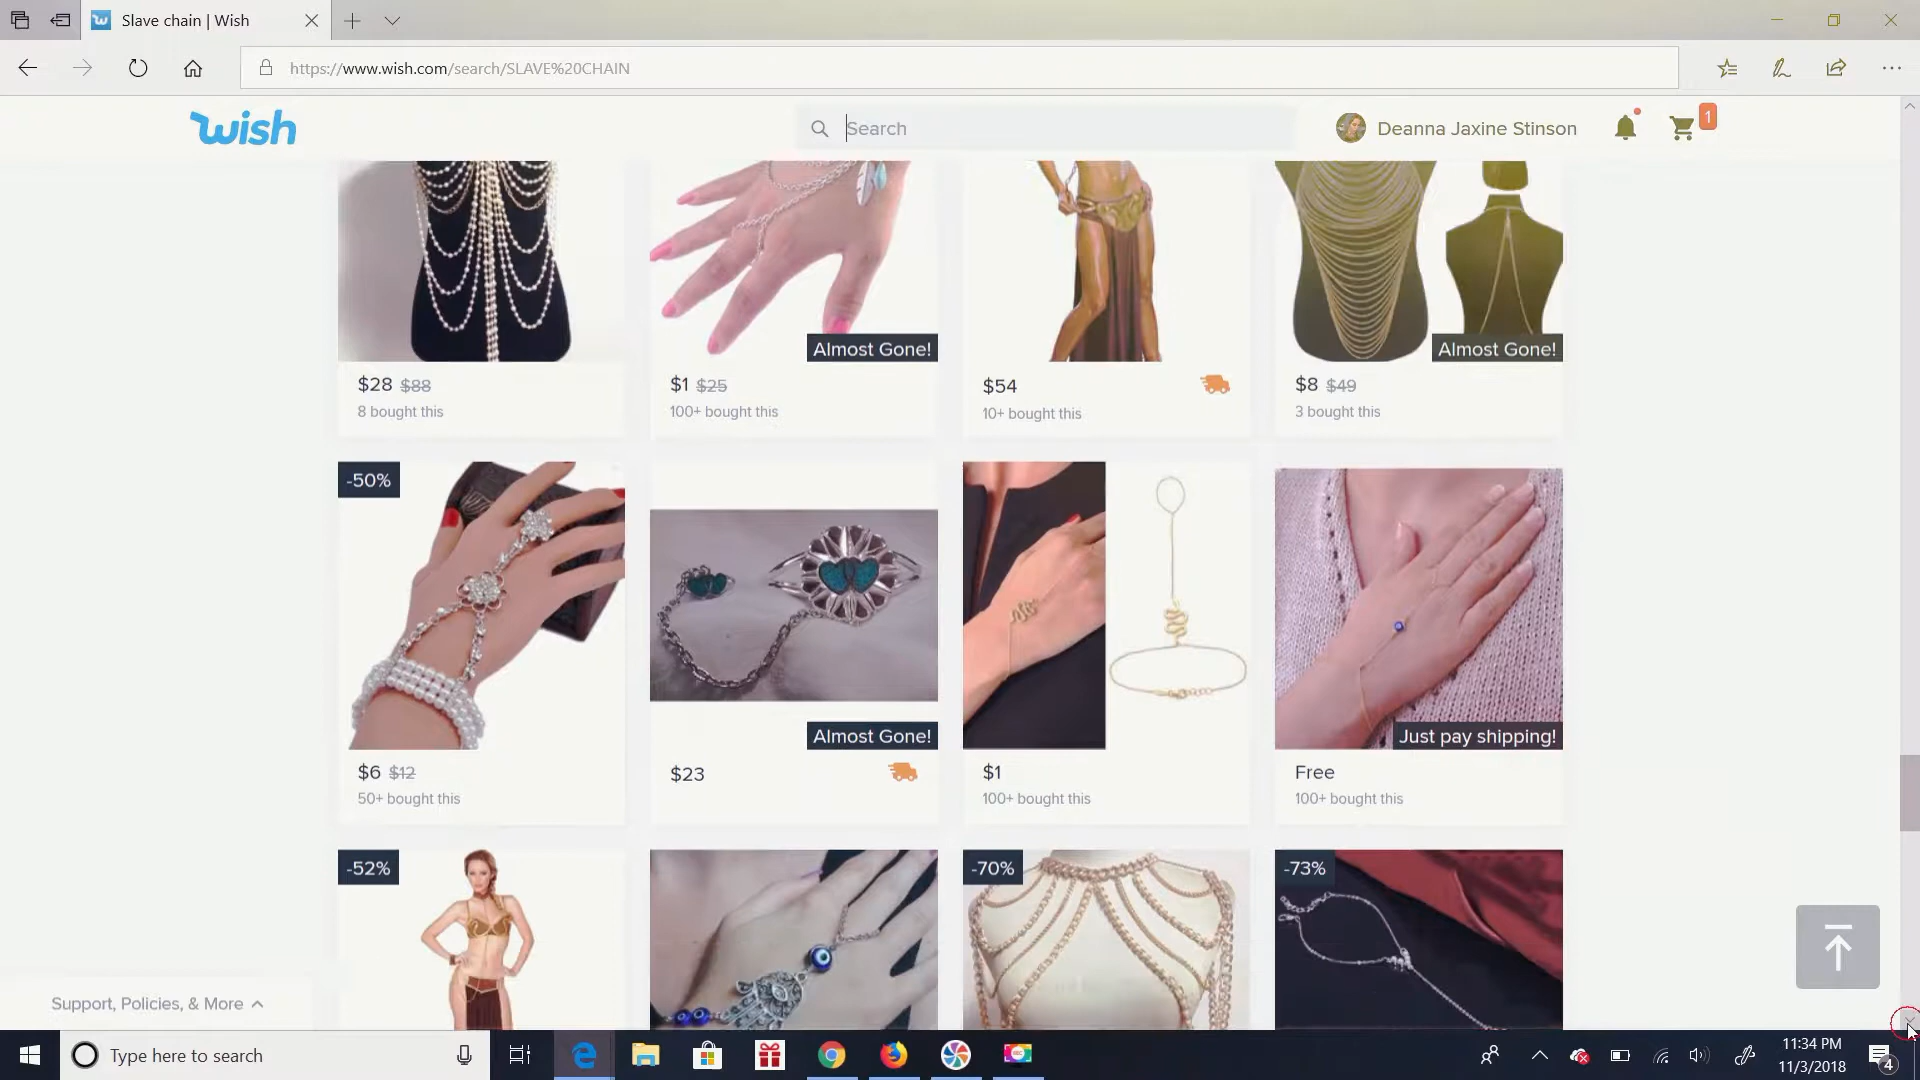 Slave chain | Wish
https://www.wish.com/search/SLAVE%20CHAIN
wish
Search
Deanna Jaxine Stinson
1
Almost Gone!
Almost Gone!
$28 $88
8 bought this
$1 $25
100+ bought this
$54
10+ bought this
$8 $49
3 bought this
-50%
Almost Gone!
Just pay shipping!
$6 $12
50+ bought this
$23
$1
100+ bought this
Free
100+ bought this
-52%
-70%
-73%
Support, Policies, & More
Type here to search
11:34 PM
11/3/2018
4